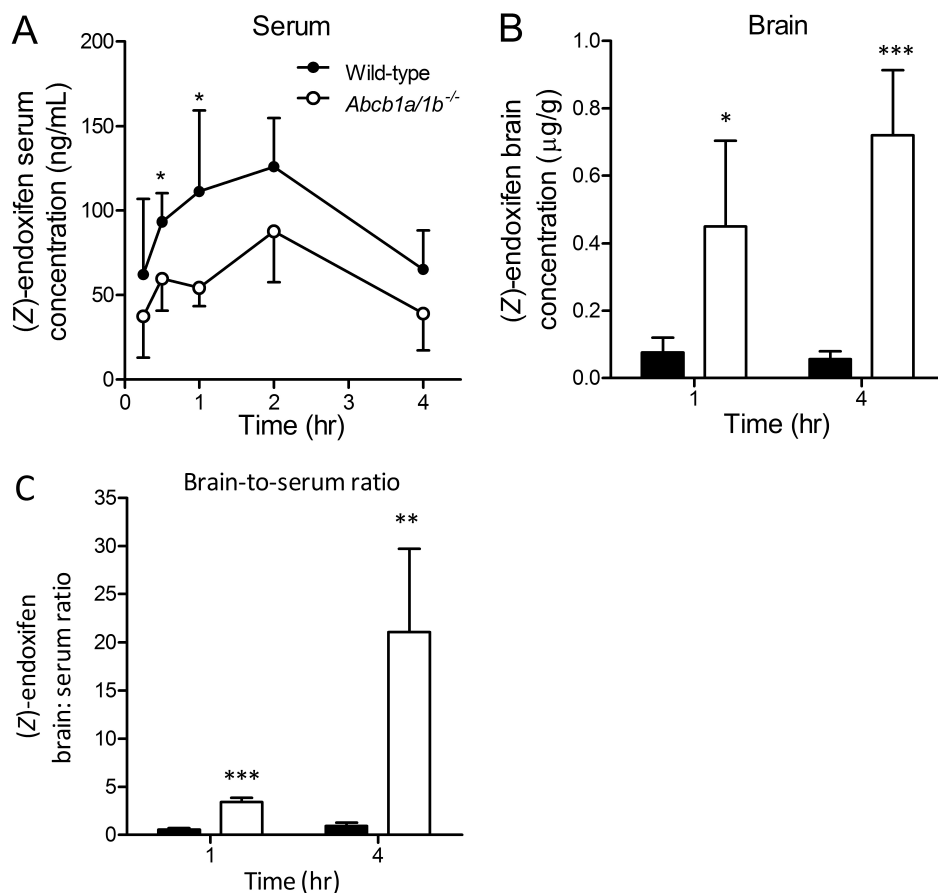 A
Serum
200
150
100
50
0
0
1
2
3
4
Time (hr)
(Z)-endoxifen serum
concentration (ng/mL)
Wild-type
Abcb1a/1b-/-
*
*
B
Brain
1.0
0.8
0.6
0.4
0.2
0.0
1
4
Time (hr)
(Z)-endoxifen brain
concentration (μg/g)
*
***
C
Brain-to-serum ratio
35
30
25
20
15
10
5
0
1
4
Time (hr)
(Z)-endoxifen
brain: serum ratio
***
**